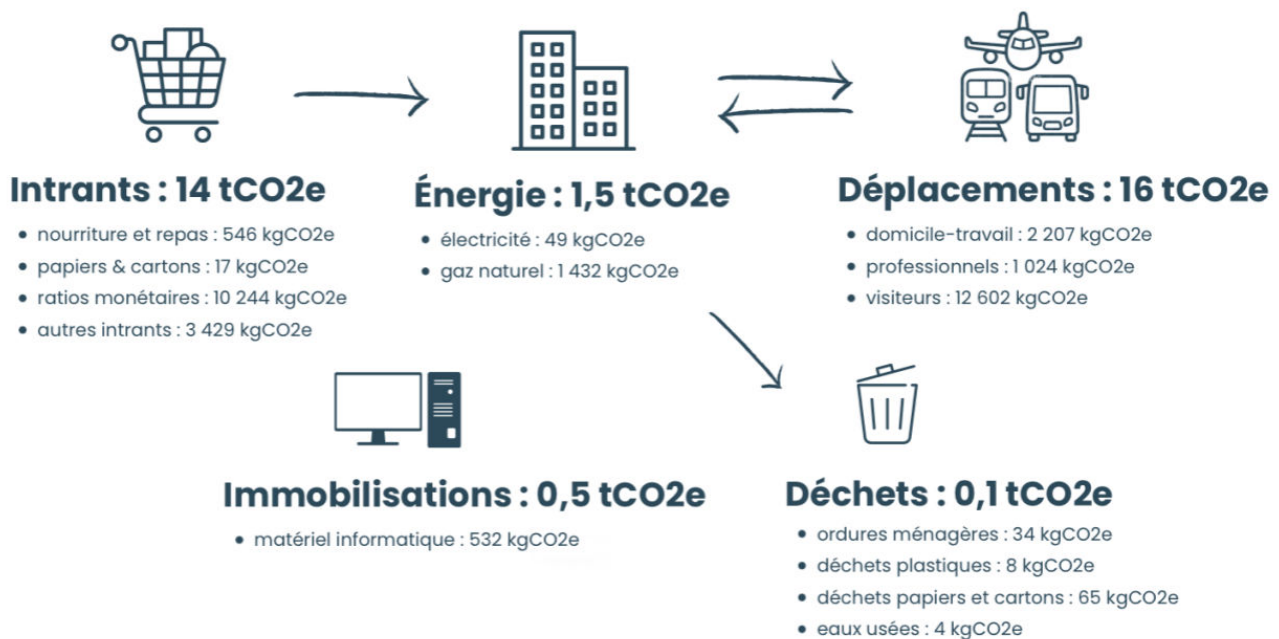 Intrants : 14 tCO2e
• nourriture et repas : 546 kgCO2e
• papiers & cartons : 17 kgCO2e
• ratios monétaires : 10 244 kgCO2e
• autres intrants : 3 429 kgCO2e
Énergie : 1,5 tCO2e
• électricité : 49 kgCO2e
• gaz naturel : 1 432 kgCO2e
Déplacements : 16 tCO2e
• domicile-travail : 2 207 kgCO2e
• professionnels : 1 024 kgCO2e
• visiteurs : 12 602 kgCO2e
Immobilisations : 0,5 tCO2e
• matériel informatique : 532 kgCO2e
Déchets : 0,1 tCO2e
• ordures ménagères : 34 kgCO2e
• déchets plastiques : 8 kgCO2e
• déchets papiers et cartons : 65 kgCO2e
• eaux usées : 4 kgCO2e